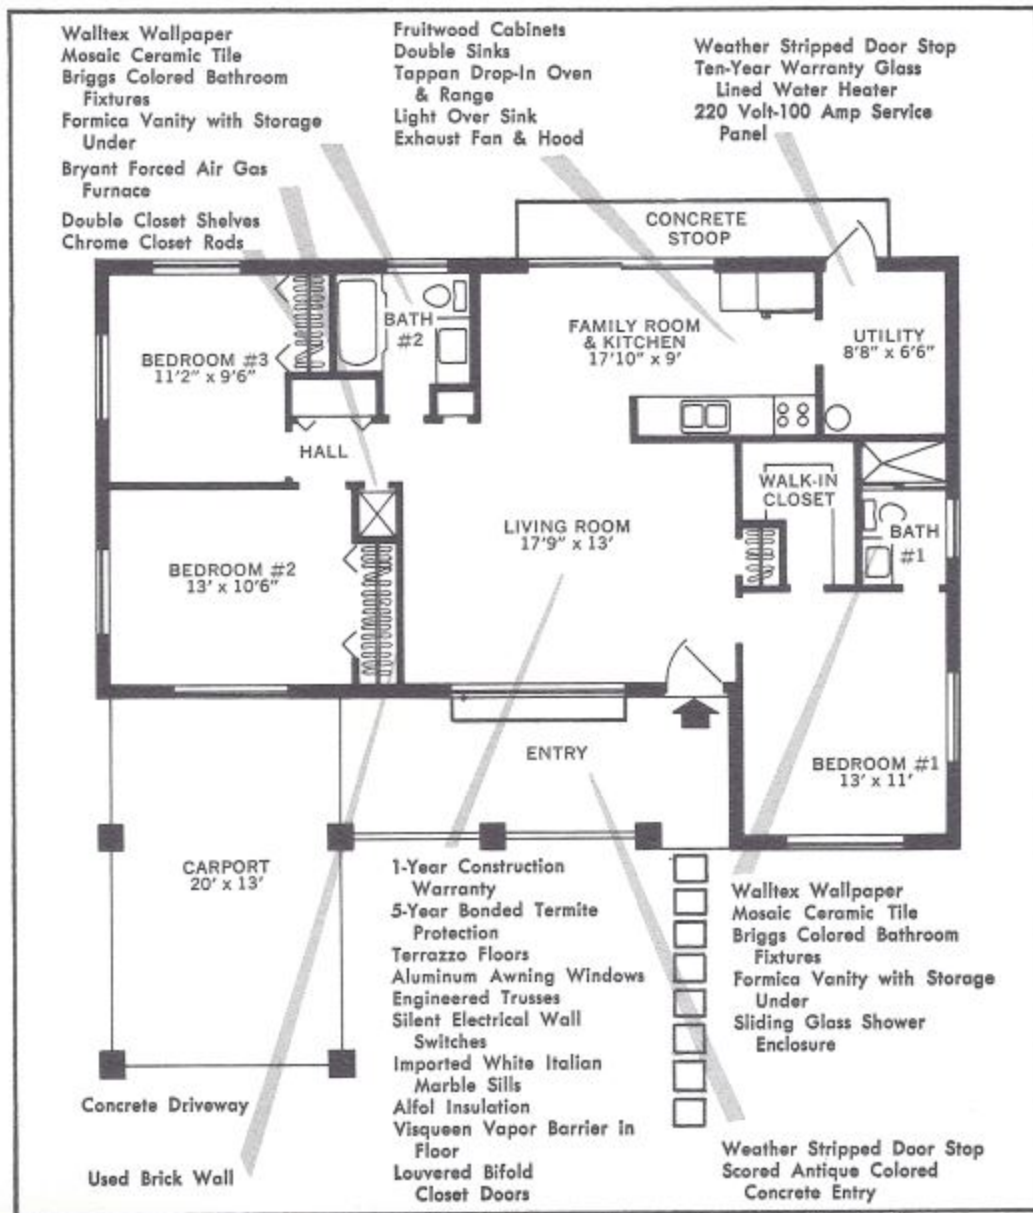 Walltex Wallpaper
Mosaic Ceramic Tile
Briggs Colored Bathroom
Fixtures
Formica Vanity with Storage
Under
Bryant Forced Air Gas
Furnace
Double Closet Shelves
Chrome Closet Rods
Fruitwood Cabinets
Double Sinks
Tappan Drop-In Oven
& Range
Light Over Sink
Exhaust Fan & Hood
Weather Stripped Door Stop
Ten-Year Warranty Glass
Lined Water Heater
220 Volt-100 Amp Service
Panel
CONCRETE
STOOP
BEDROOM #3
11'2" x 9'6"
BATH
#2
FAMILY ROOM
& KITCHEN
17'10" x 9'
UTILITY
8'8" x 6'6"
HALL
WALK-IN
CLOSET
LIVING ROOM
17'9" x 13'
BATH
#1
BEDROOM #2
13' x 10'6"
ENTRY
BEDROOM #1
13' x 11'
CARPORT
20' x 13'
1-Year Construction
Warranty
5-Year Bonded Termite
Protection
Terrazzo Floors
Aluminum Awning Windows
Engineered Trusses
Silent Electrical Wall
Switches
Imported White Italian
Marble Sills
Alfol Insulation
Visqueen Vapor Barrier in
Floor
Louvered Bifold
Closet Doors
Walltex Wallpaper
Mosaic Ceramic Tile
Briggs Colored Bathroom
Fixtures
Formica Vanity with Storage
Under
Sliding Glass Shower
Enclosure
Concrete Driveway
Used Brick Wall
Weather Stripped Door Stop
Scored Antique Colored
Concrete Entry